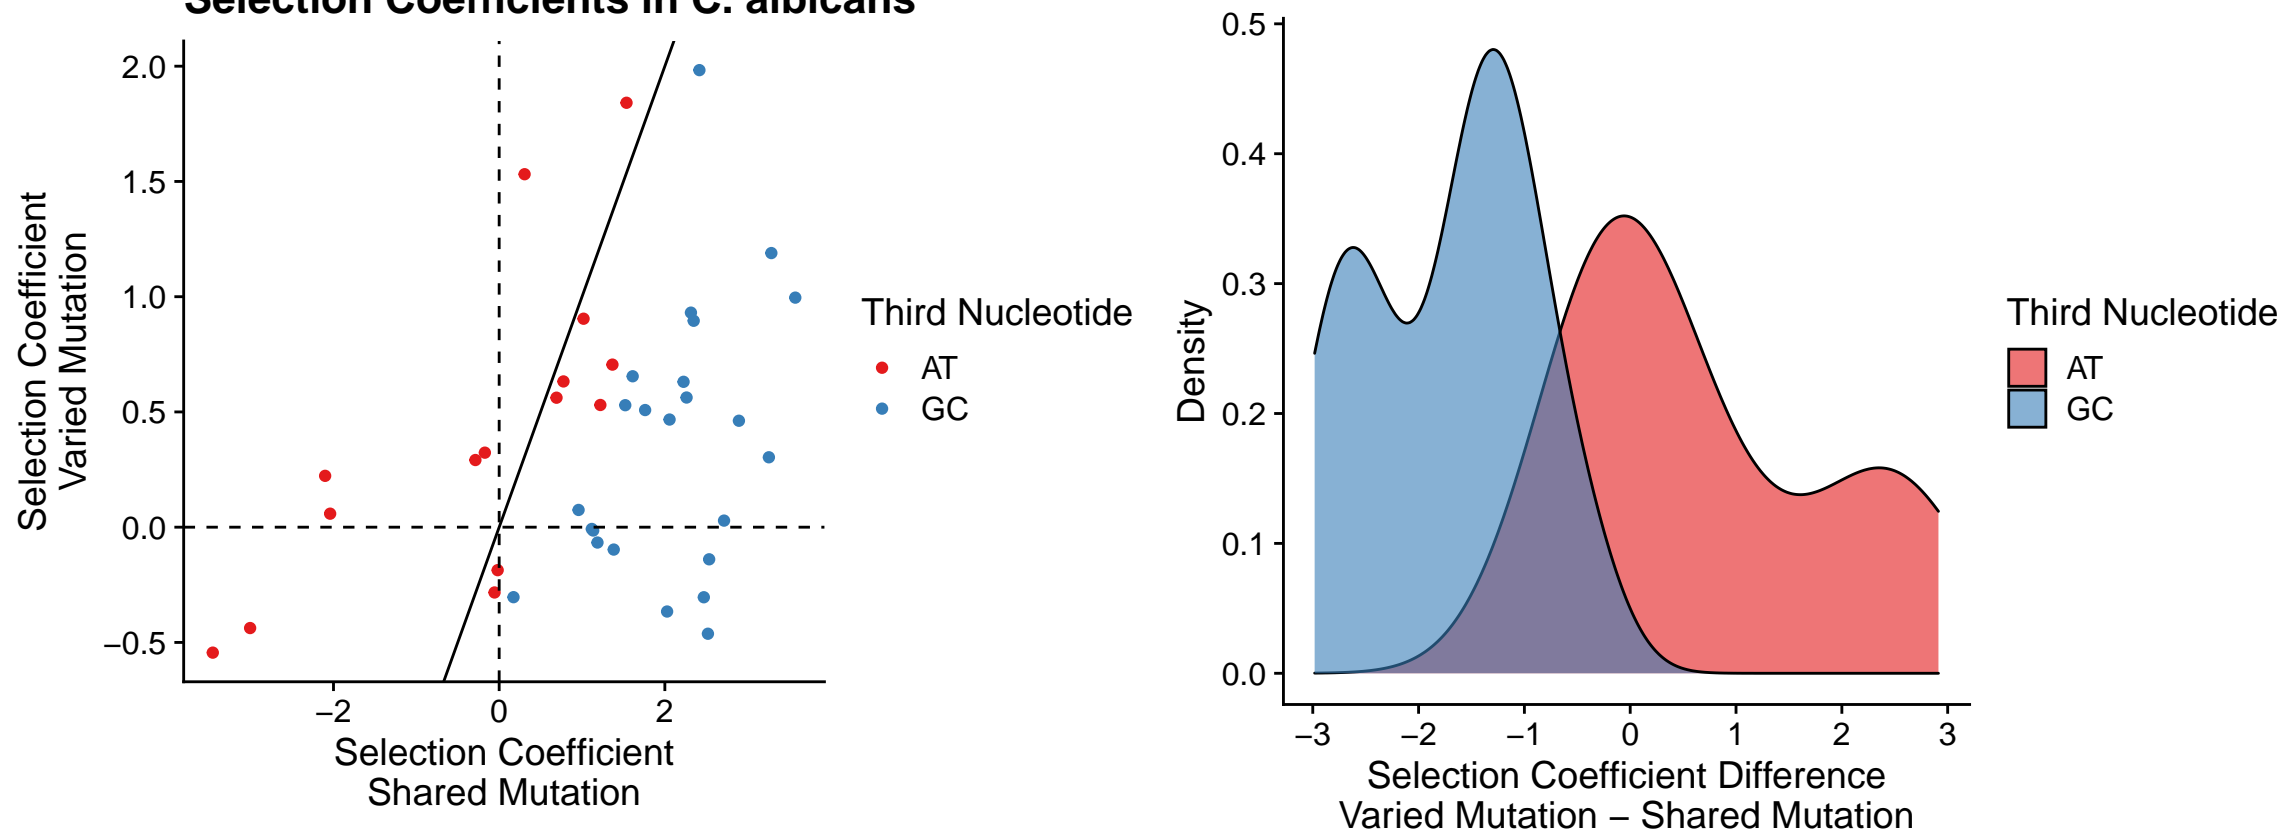 Selection Coefficients in C. albicans
Selection Coefficient
Varied Mutation
2.0
1.5
1.0
0.5
0.0
−0.5
−2
0
2
Selection Coefficient
Shared Mutation
Third Nucleotide
AT
GC
Density
0.5
0.4
0.3
0.2
0.1
0.0
−3
−2
−1
0
1
2
3
Selection Coefficient Difference
Varied Mutation − Shared Mutation
Third Nucleotide
AT
GC